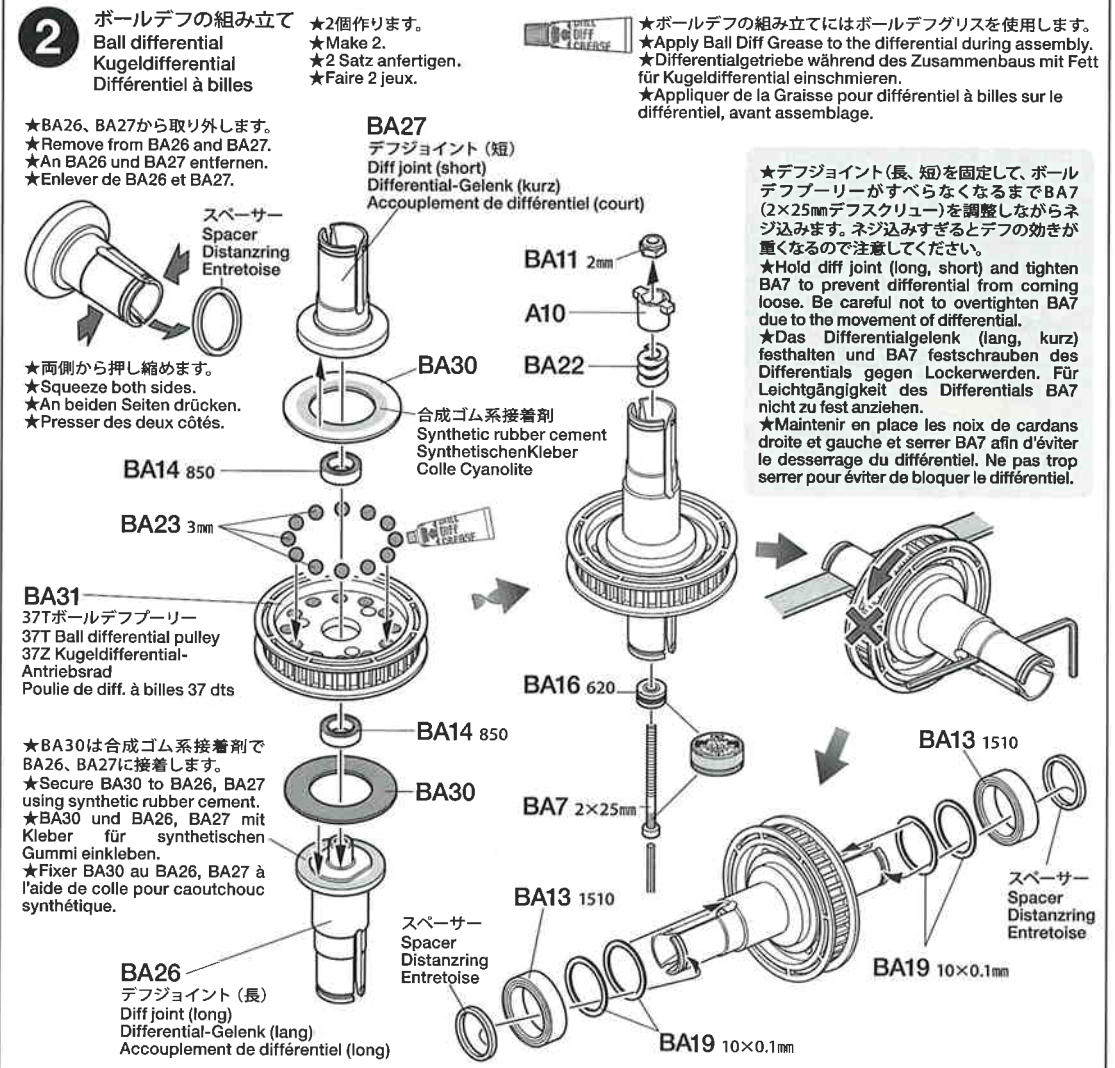 2
ボールデフの組み立て
Ball differential
Kugeldifferential
Différentiel à billes
★2個作ります。
★Make 2.
★2 Satz anfertigen.
★Faire 2 jeux.
★ボールデフの組み立てにはボールデフグリスを使用します。
★Apply Ball Diff Grease to the differential during assembly.
★Differentialgetriebe während des Zusammenbaus mit Fett
für Kugeldifferential einschmieren.
★Appliquer de la Graisse pour différentiel à billes sur le
différentiel, avant assemblage.
★BA26、BA27から取り外します。
★Remove from BA26 and BA27.
★An BA26 und BA27 entfernen.
★Enlever de BA26 et BA27.
スペーサー
Spacer
Distanzring
Entretoise
★両側から押し縮めます。
★Squeeze both sides.
★An beiden Seiten drücken.
★Presser des deux côtés.
BA27
デフジョイント（短）
Diff joint (short)
Differential-Gelenk (kurz)
Accouplement de différentiel (court)
BA30
合成ゴム系接着剤
Synthetic rubber cement
SynthetischenKleber
Colle Cyanolite
BA14 850
BA23 3mm
BALL
DIFF
GREASE
BA31
37Tボールデフプーリー
37T Ball differential pulley
37Z Kugeldifferential-
Antriebsrad
Poulie de diff. à billes 37 dts
BA14 850
BA30
★BA30は合成ゴム系接着剤で
BA26、BA27に接着します。
★Secure BA30 to BA26, BA27
using synthetic rubber cement.
★BA30 und BA26, BA27 mit
Kleber für synthetischen
Gummi einkleben.
★Fixer BA30 au BA26, BA27 à
l'aide de colle pour caoutchouc
synthétique.
BA26
デフジョイント（長）
Diff joint (long)
Differential-Gelenk (lang)
Accouplement de différentiel (long)
BA11 2mm
A10
BA22
BA16 620
BA7 2×25mm
★デフジョイント（長、短）を固定して、ボール
デフプーリーがすべらなくなるまでBA7
（2×25mmデフスクリュー）を調整しながらネ
ジ込みます。ネジ込みすぎるとデフの効きが
重くなるので注意してください。
★Hold diff joint (long, short) and tighten
BA7 to prevent differential from coming
loose. Be careful not to overtighten BA7
due to the movement of differential.
★Das Differentialgelenk (lang, kurz)
festhalten und BA7 festschrauben des
Differentials gegen Lockerwerden. Für
Leichtgängigkeit des Differentials BA7
nicht zu fest anziehen.
★Maintenir en place les noix de cardans
droite et gauche et serrer BA7 afin d'éviter
le desserrage du différentiel. Ne pas trop
serrer pour éviter de bloquer le différentiel.
BA13 1510
スペーサー
Spacer
Distanzring
Entretoise
BA19 10×0.1mm
BA13 1510
スペーサー
Spacer
Distanzring
Entretoise
BA19 10×0.1mm